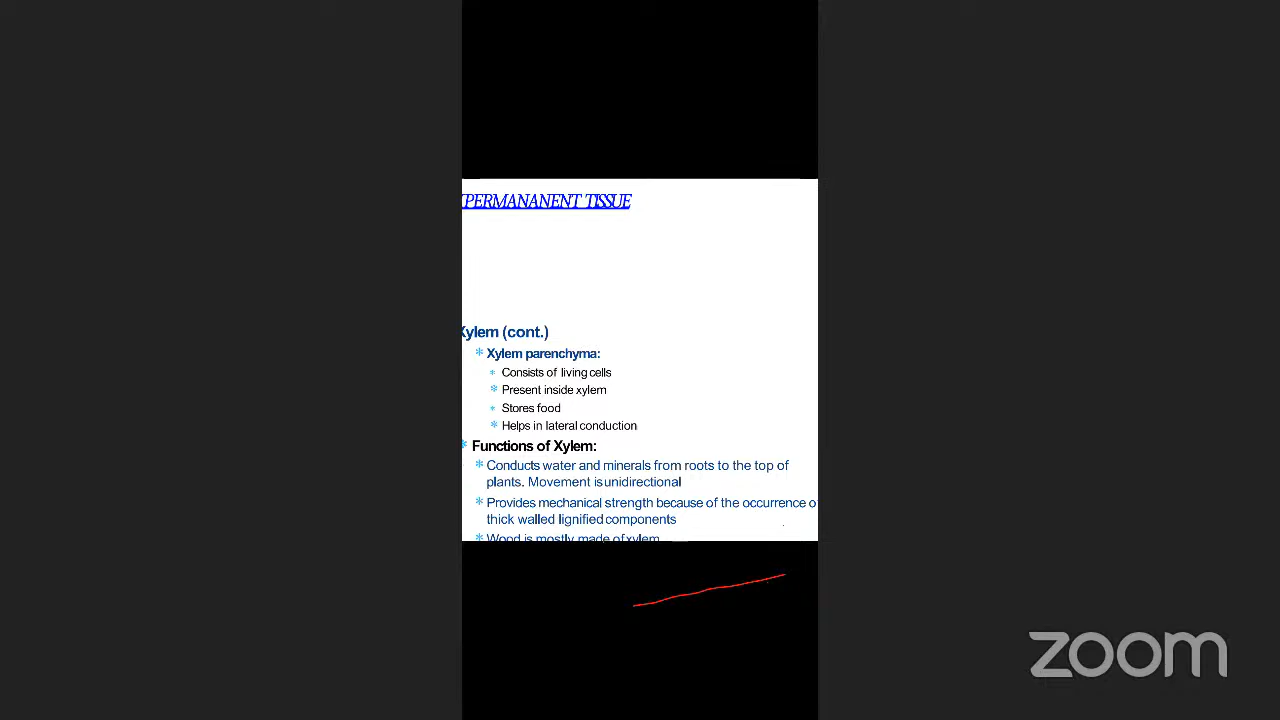 PERMANANENT TISSUE
Xylem (cont.)
* Xylem parenchyma:
* Consists of living cells
* Present inside xylem
* Stores food
* Helps in lateral conduction
* Functions of Xylem:
* Conducts water and minerals from roots to the top of
plants. Movement is unidirectional
* Provides mechanical strength because of the occurrence o
thick walled lignified components
* Wood is mostly made of xylem
zoom